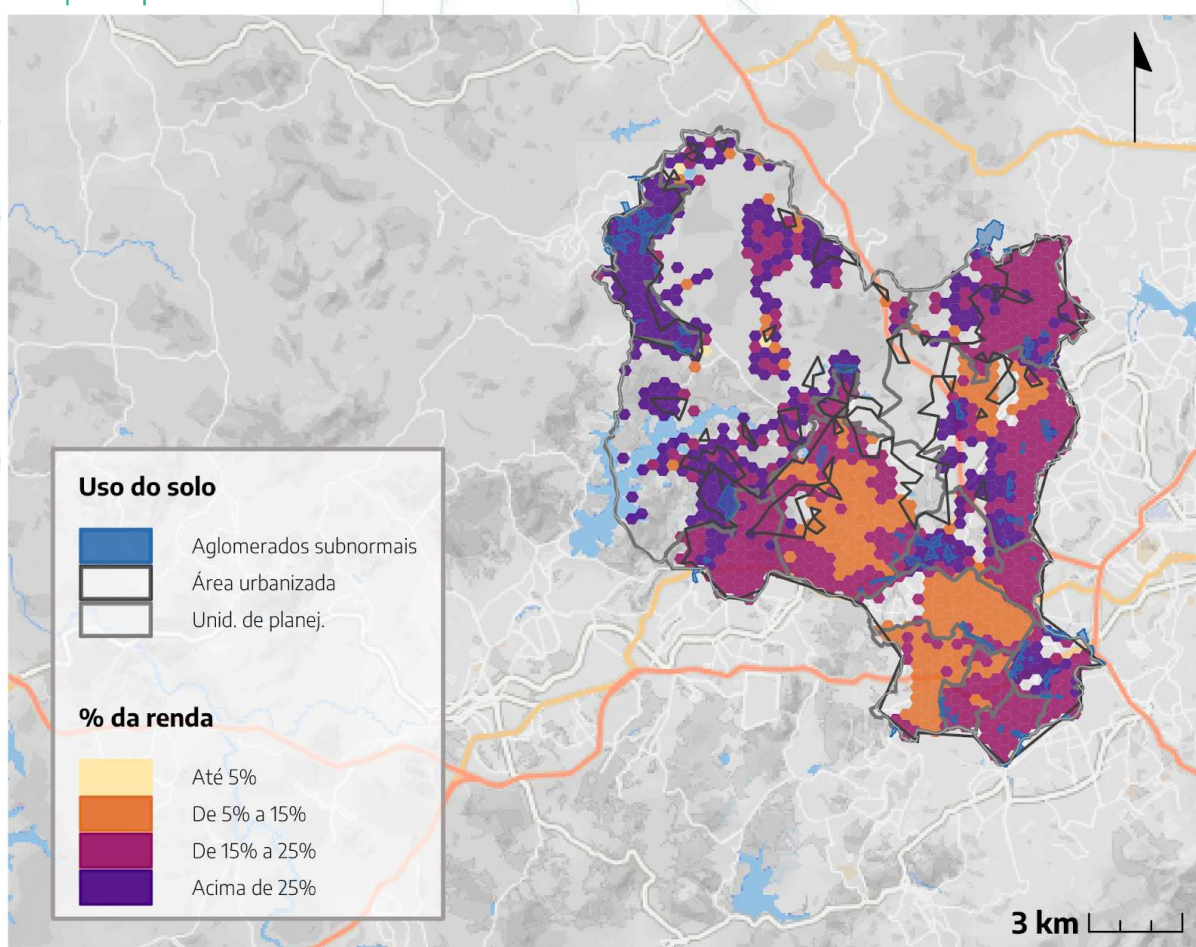 Uso do solo
Aglomerados subnormais
Área urbanizada
Unid. de planej.
% da renda
Até 5%
De 5% a 15%
De 15% a 25%
Acima de 25%
3 km